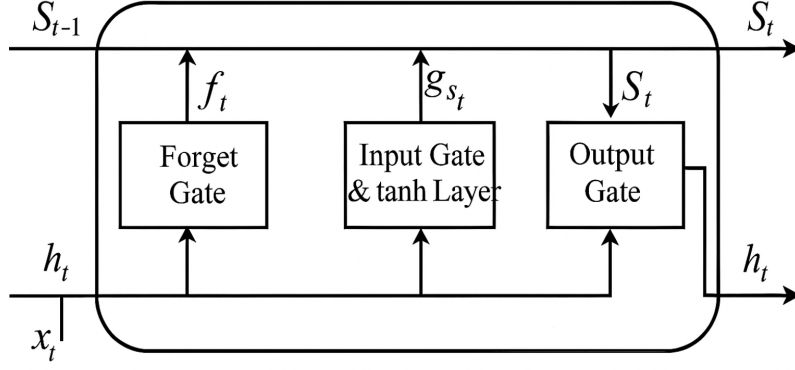 S_{t-1}
S_t
f_t
g_{s_t}
S_t
Forget
Gate
Input Gate
& tanh Layer
Output
Gate
h_t
h_t
x_t